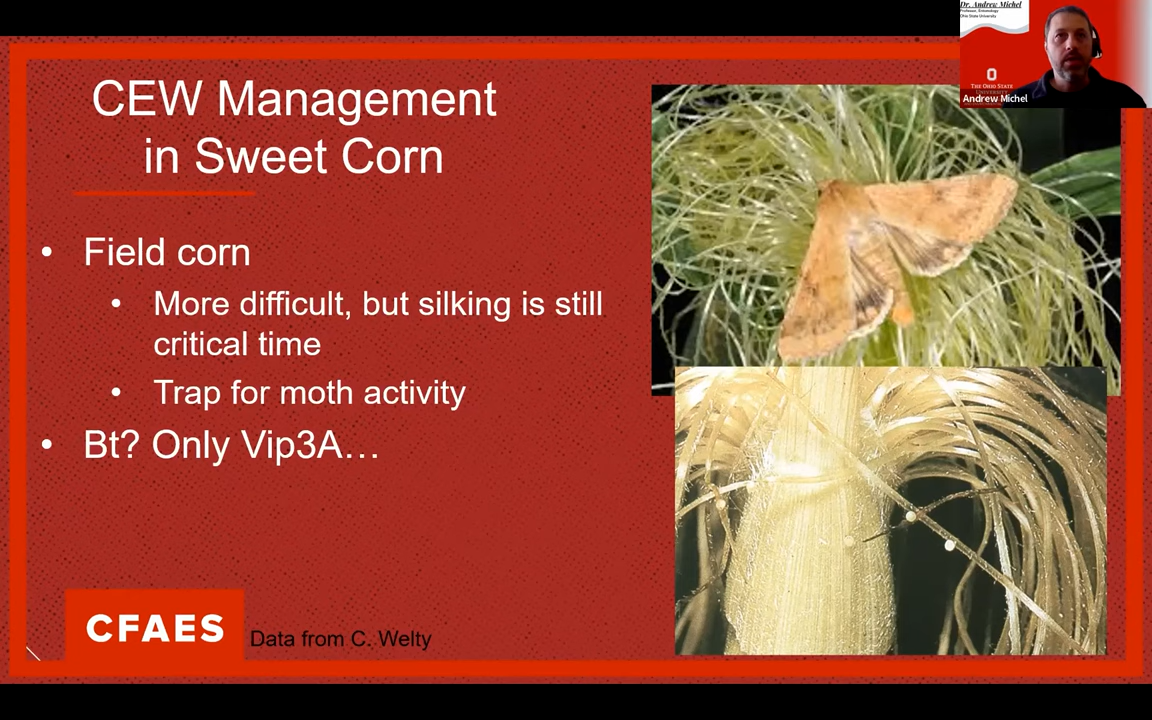 Dr. Andrew Michel
Professor, Entomology
Ohio State University
THE OHIO STATE
UNIVERSITY
Andrew Michel
CEW Management
in Sweet Corn
• Field corn
• More difficult, but silking is still
critical time
• Trap for moth activity
• Bt? Only Vip3A…
CFAES
Data from C. Welty